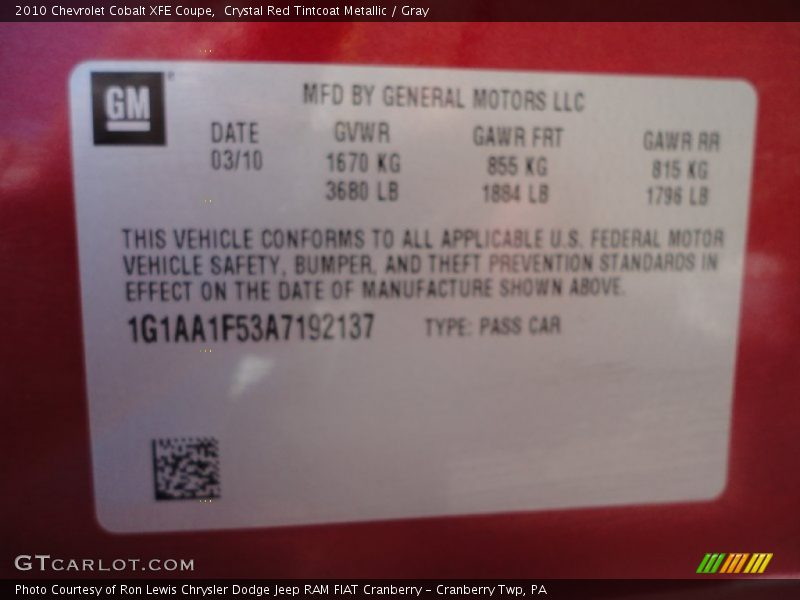 2010 Chevrolet Cobalt XFE Coupe, Crystal Red Tintcoat Metallic / Gray
GM
MFD BY GENERAL MOTORS LLC
DATE GVWR GAWR FRT GAWR RR
03/10 1670 KG 855 KG 815 KG
3680 LB 1884 LB 1796 LB
THIS VEHICLE CONFORMS TO ALL APPLICABLE U.S. FEDERAL MOTOR
VEHICLE SAFETY, BUMPER, AND THEFT PREVENTION STANDARDS IN
EFFECT ON THE DATE OF MANUFACTURE SHOWN ABOVE.
1G1AA1F53A7192137 TYPE: PASS CAR
GTCARLOT.COM
Photo Courtesy of Ron Lewis Chrysler Dodge Jeep RAM FIAT Cranberry – Cranberry Twp, PA